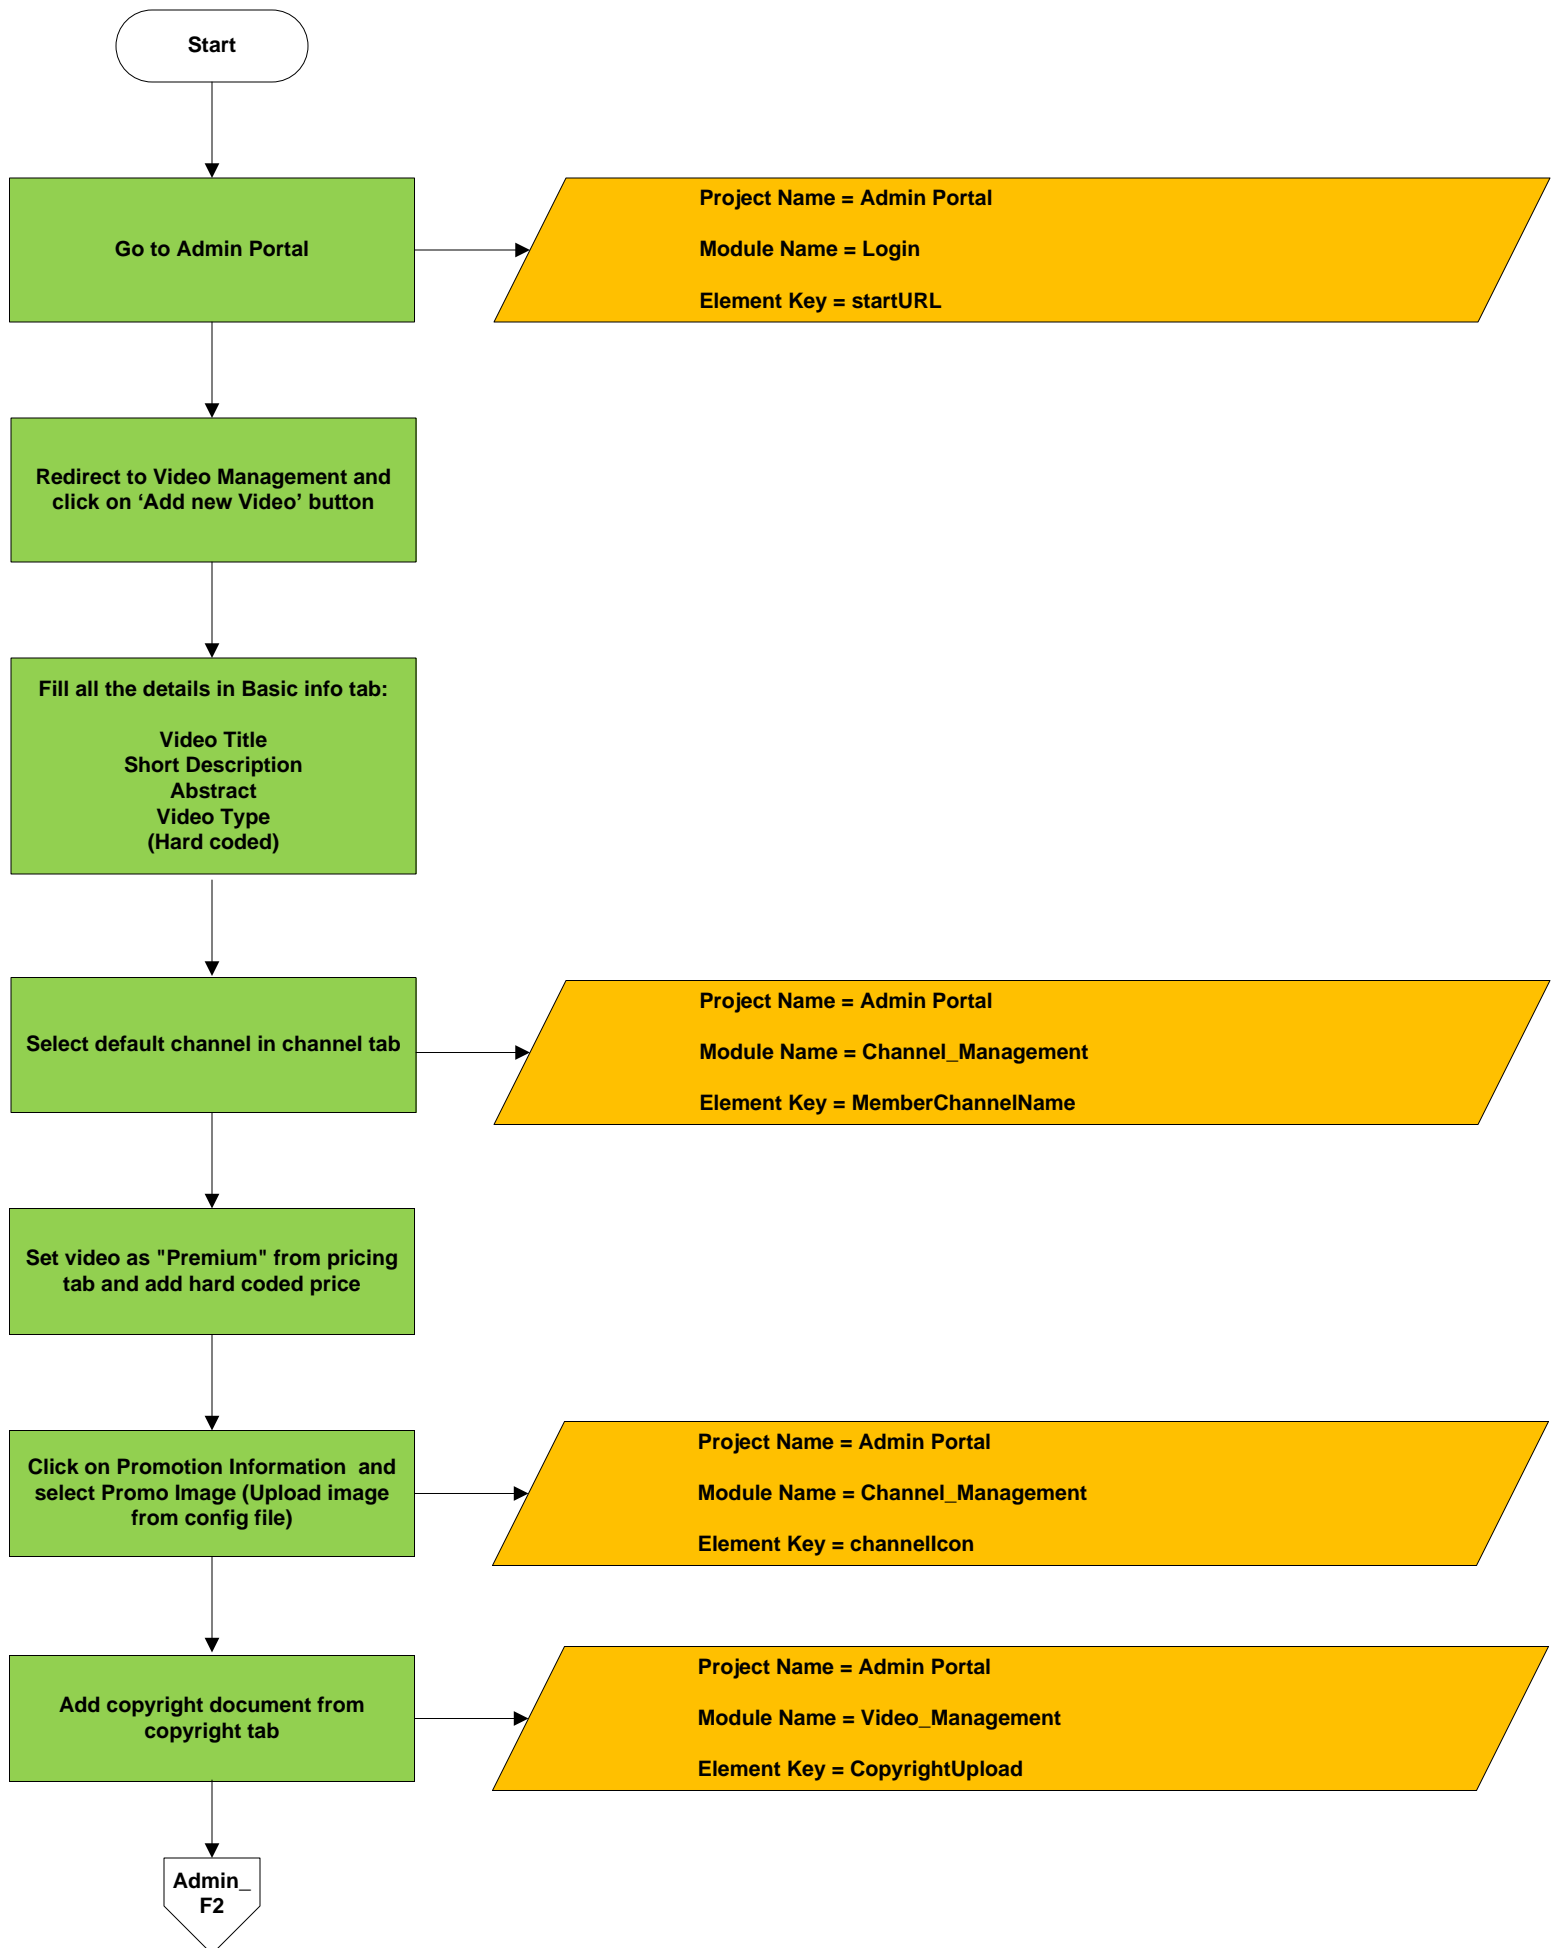 Start
Go to Admin Portal
Project Name = Admin Portal
Module Name = Login
Element Key = startURL
Redirect to Video Management and
click on ‘Add new Video’ button
Fill all the details in Basic info tab:
Video Title
Short Description
Abstract
Video Type
(Hard coded)
Select default channel in channel tab
Project Name = Admin Portal
Module Name = Channel_Management
Element Key = MemberChannelName
Set video as "Premium" from pricing
tab and add hard coded price
Click on Promotion Information  and
select Promo Image (Upload image
from config file)
Project Name = Admin Portal
Module Name = Channel_Management
Element Key = channelIcon
Add copyright document from
copyright tab
Project Name = Admin Portal
Module Name = Video_Management
Element Key = CopyrightUpload
Admin_
F2